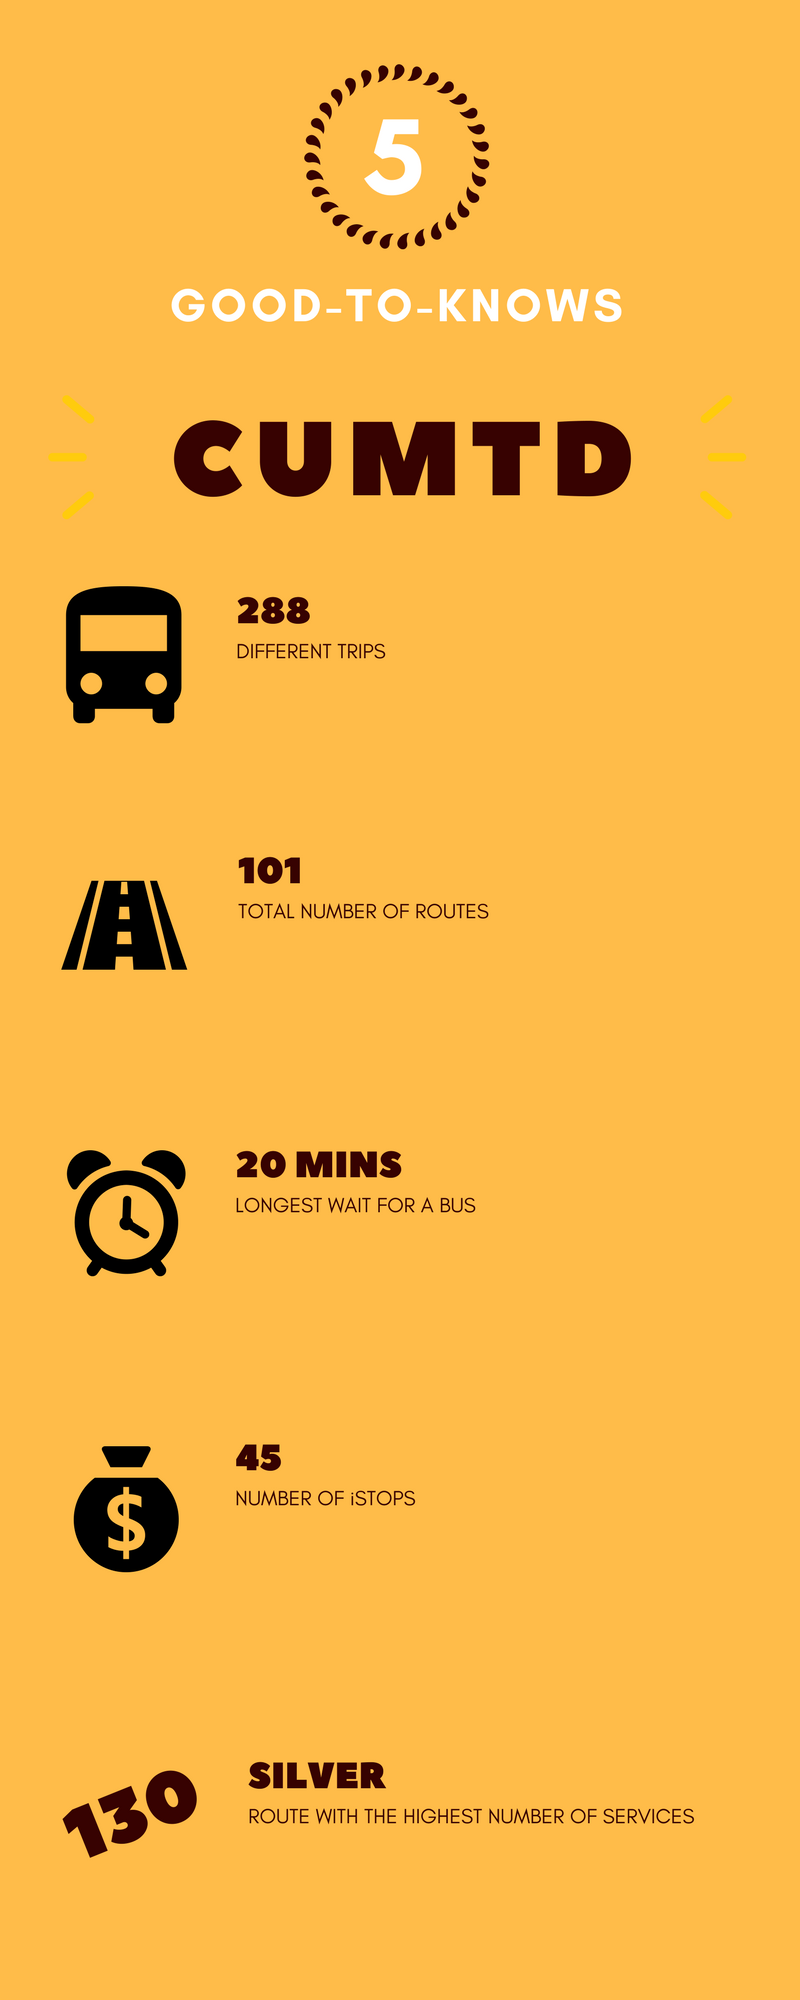 5
GOOD-TO-KNOWS
CUMTD
288
DIFFERENT TRIPS
101
TOTAL NUMBER OF ROUTES
20 MINS
LONGEST WAIT FOR A BUS
$
45
NUMBER OF iSTOPS
130
SILVER
ROUTE WITH THE HIGHEST NUMBER OF SERVICES